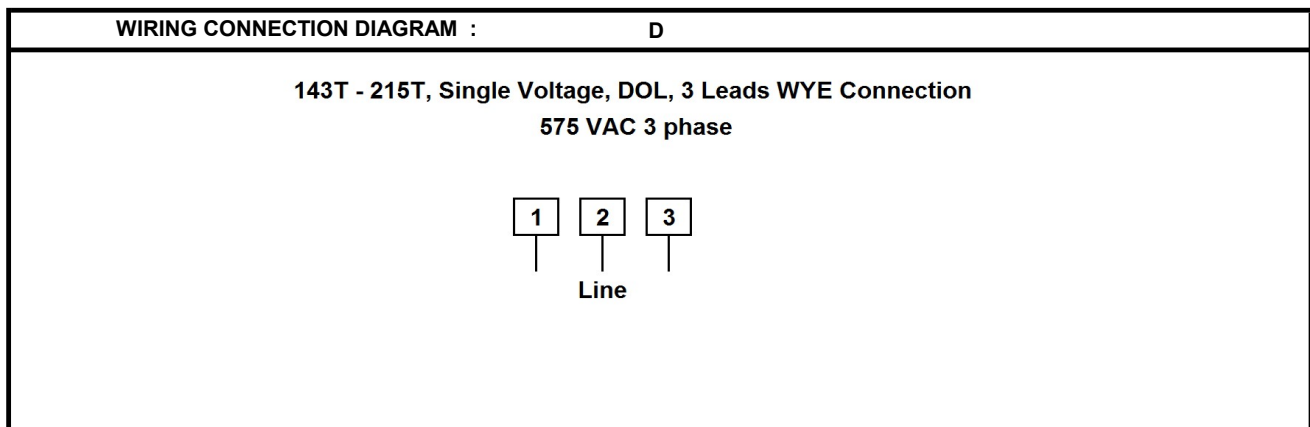 WIRING CONNECTION DIAGRAM : D
143T - 215T, Single Voltage, DOL, 3 Leads WYE Connection
575 VAC 3 phase
1 2 3
Line